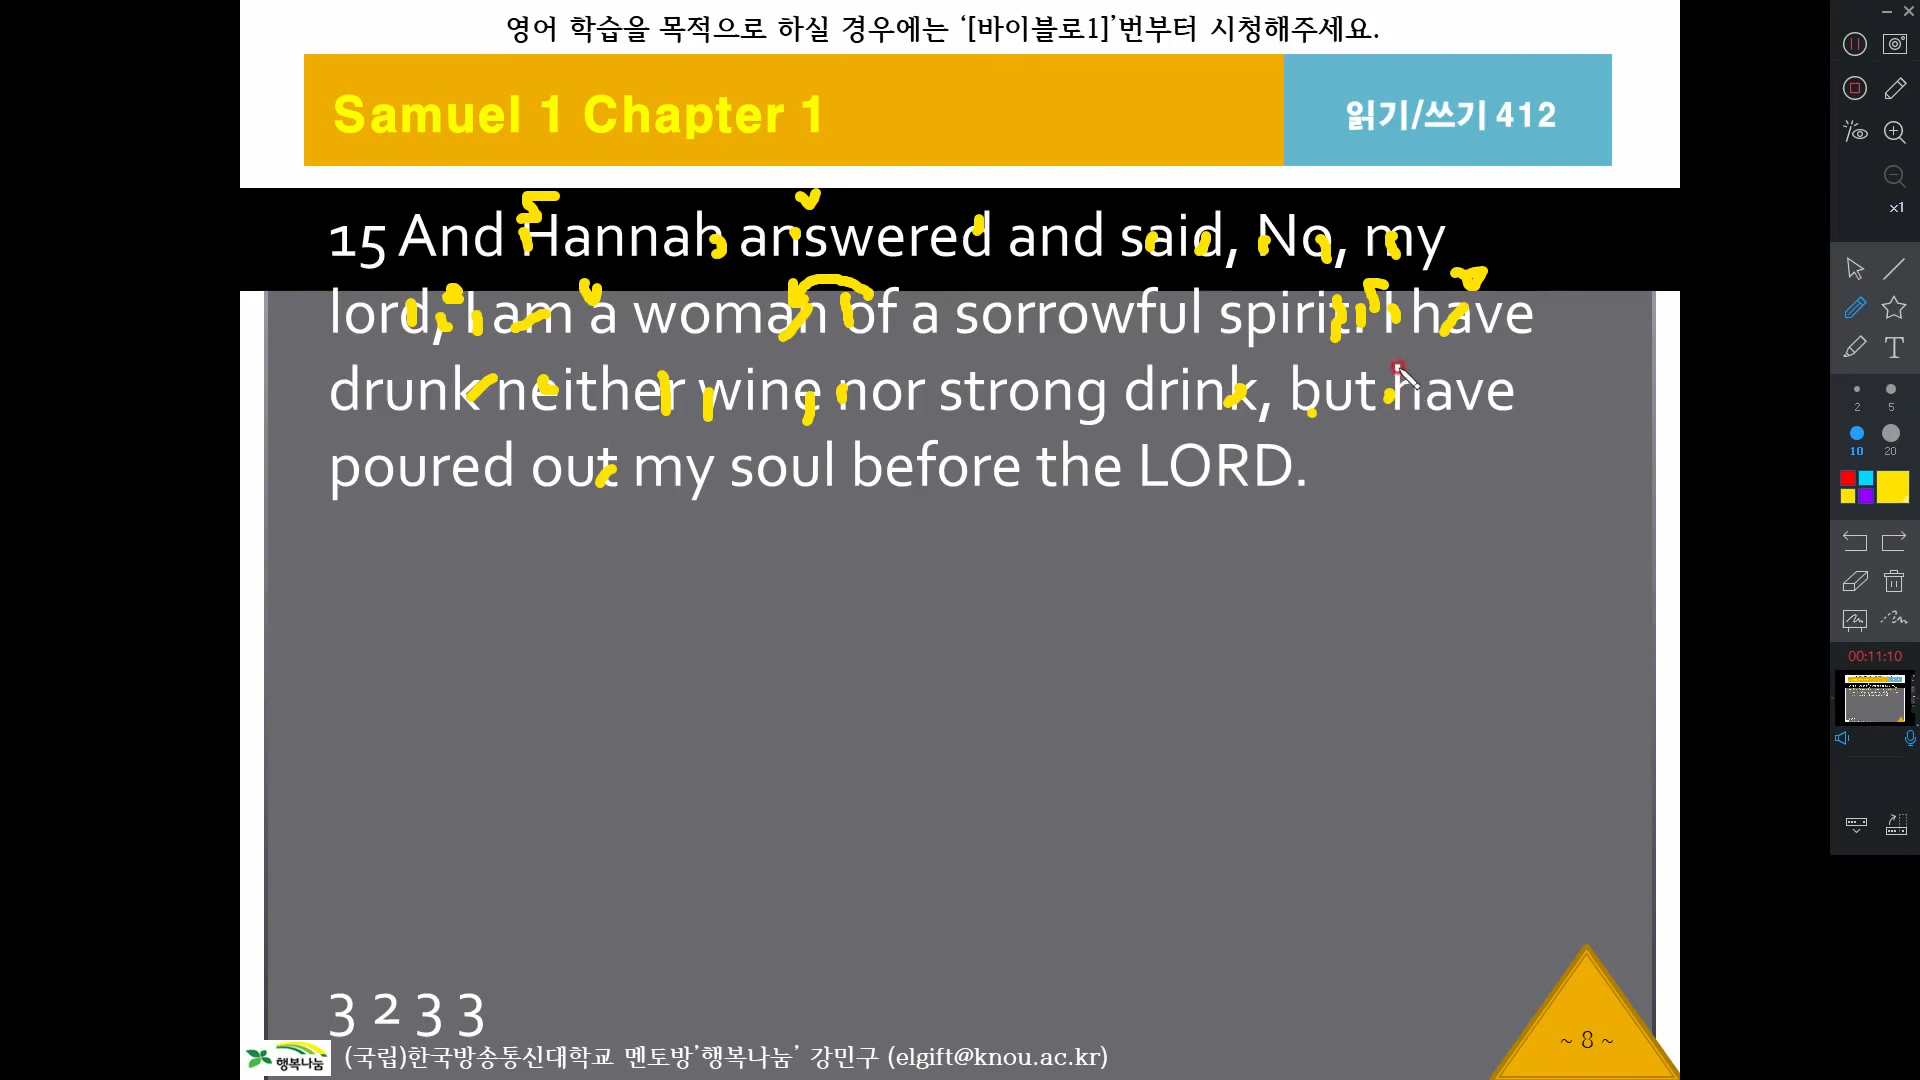 영어 학습을 목적으로 하실 경우에는 ‘[바이블로1]’번부터 시청해주세요.
Samuel 1 Chapter 1
읽기/쓰기 412
15 And Hannah answered and said, No, my
lord, I am a woman of a sorrowful spirit: I have
drunk neither wine nor strong drink, but have
poured out my soul before the LORD.
3 2 3 3
행복나눔
(국립)한국방송통신대학교 멘토방’행복나눔’ 강민구 (elgift@knou.ac.kr)
~ 8 ~
x1
T
2
5
10
20
00:11:10